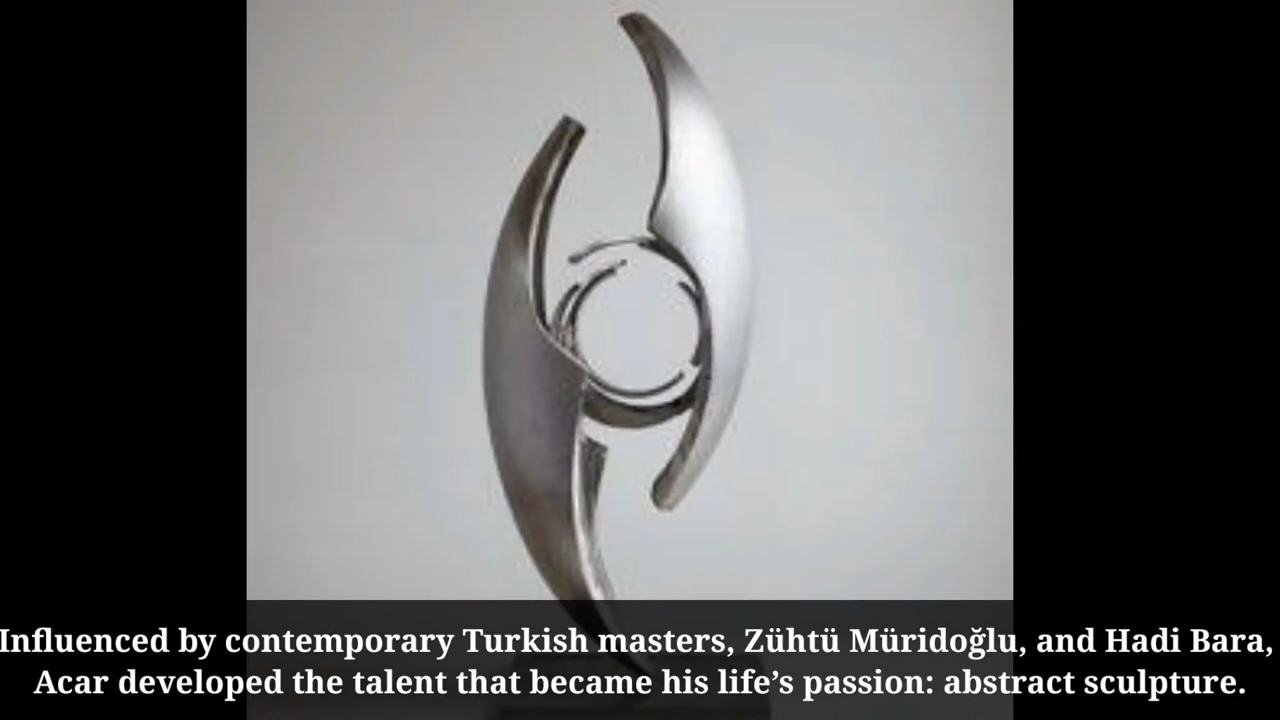 Influenced by contemporary Turkish masters, Zühtü Müridoğlu, and Hadi Bara,
Acar developed the talent that became his life’s passion: abstract sculpture.